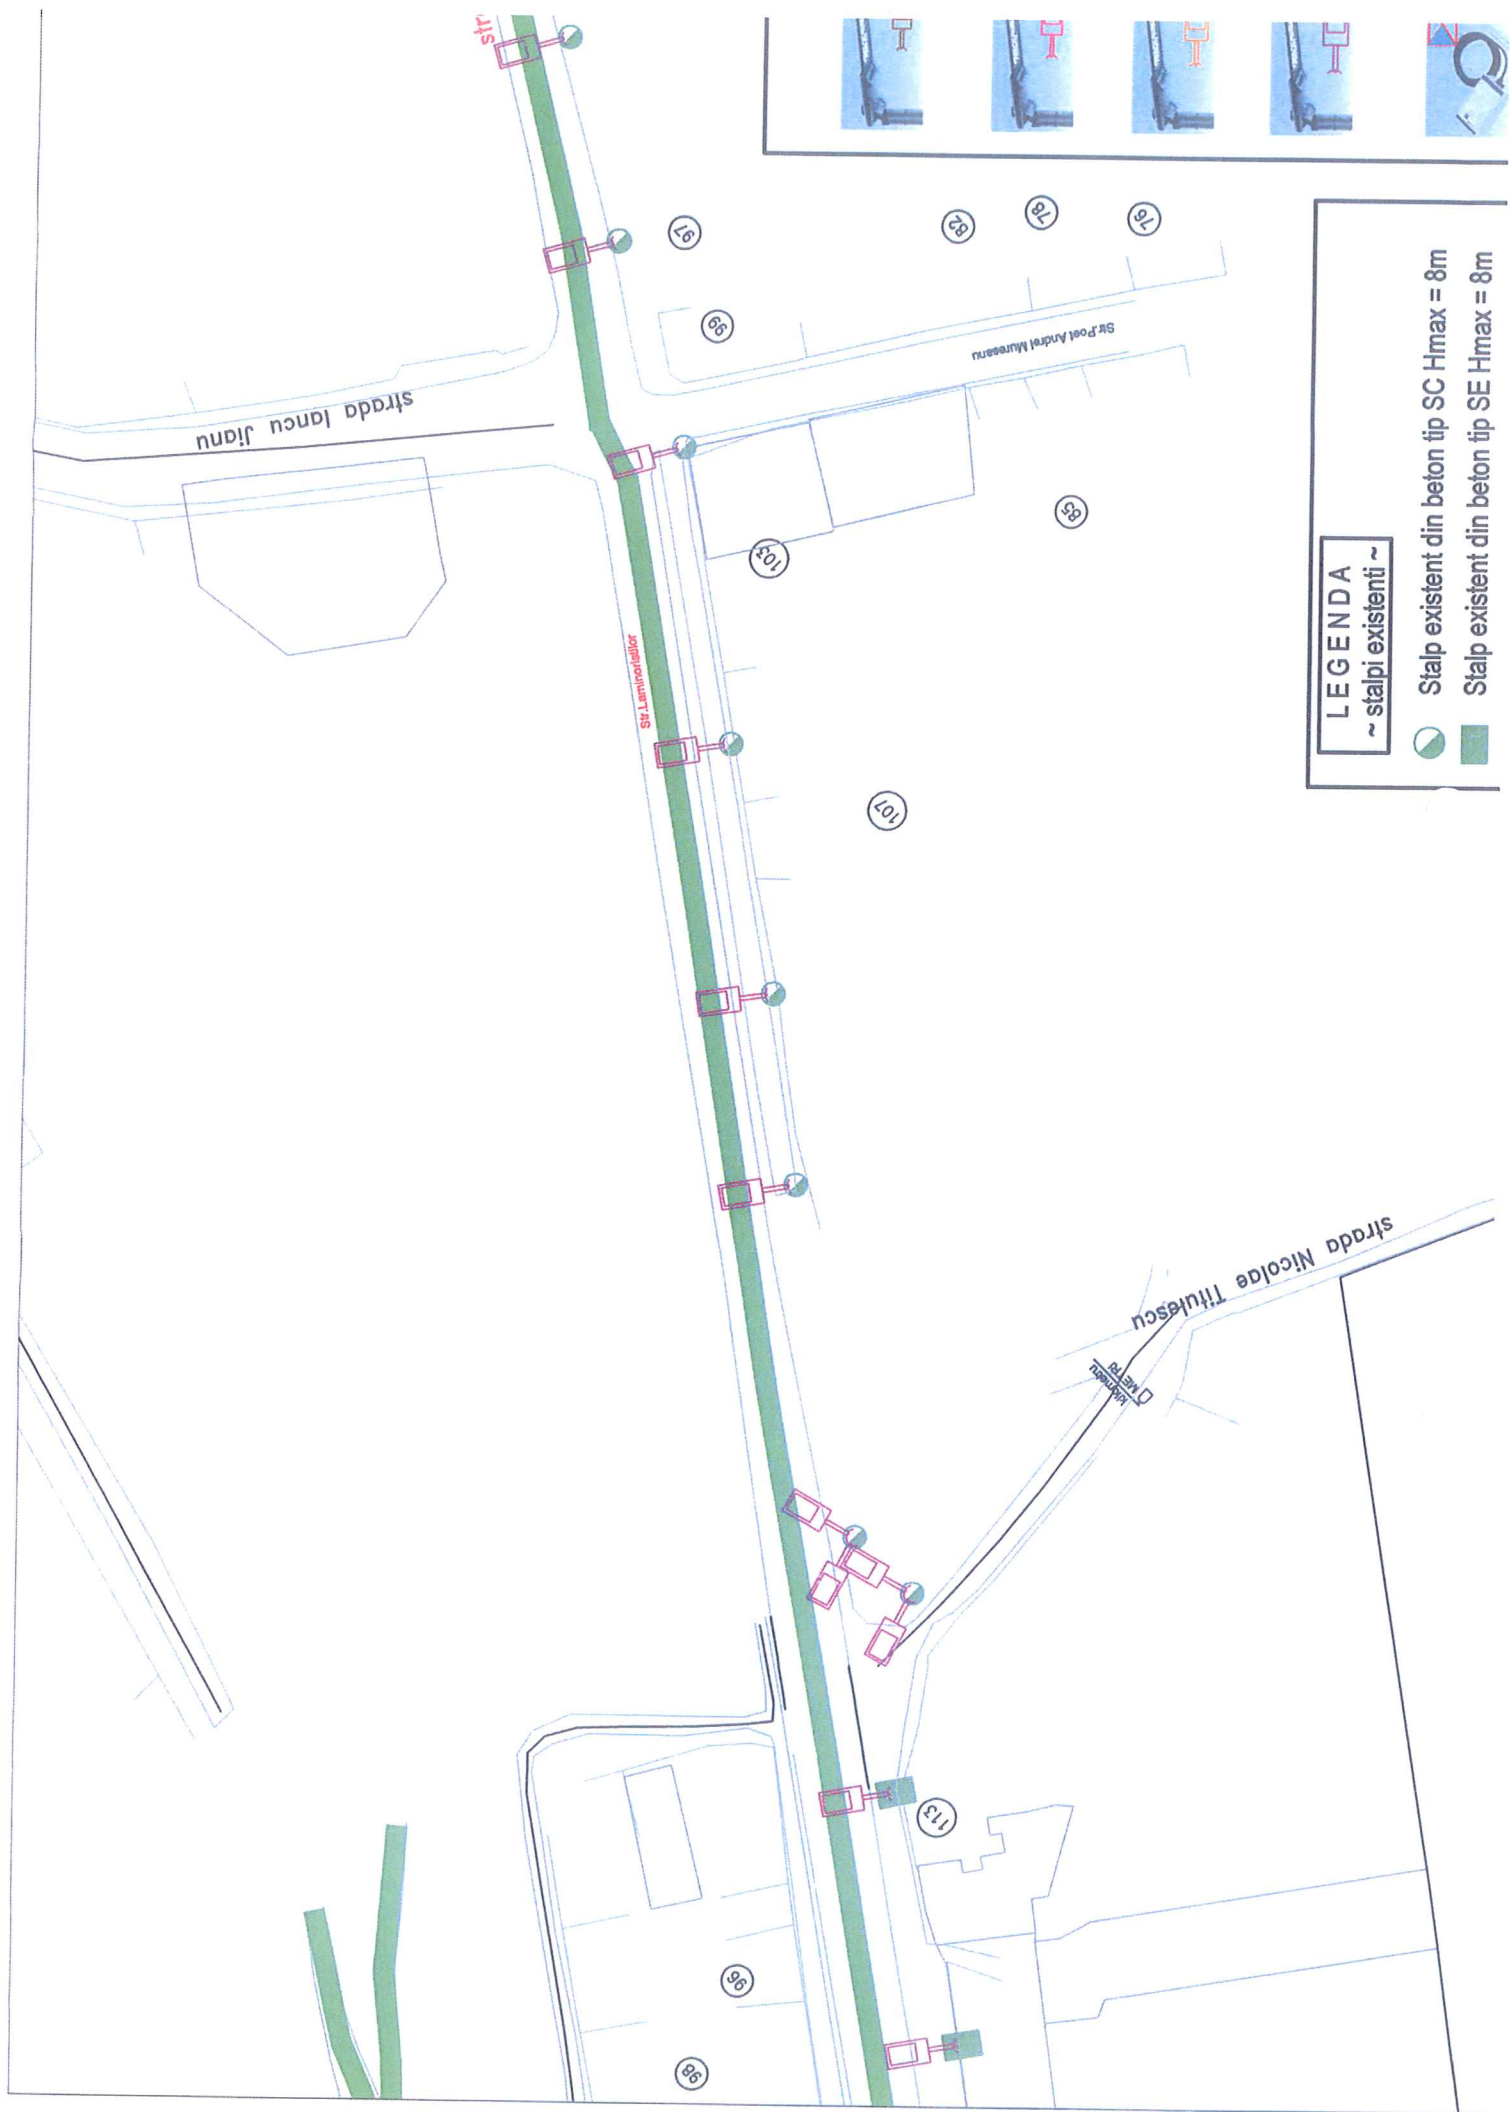 str
97
99
82
78
76
Str.Poet Andrei Muresanu
strada Iancu Jianu
103
85
Str.Laminoristilor
107
LEGENDA
~ stalpi existenti ~
Stalp existent din beton tip SC Hmax = 8m
Stalp existent din beton tip SE Hmax = 8m
strada Nicolae Titulescu
kilometru
METRI
113
96
98